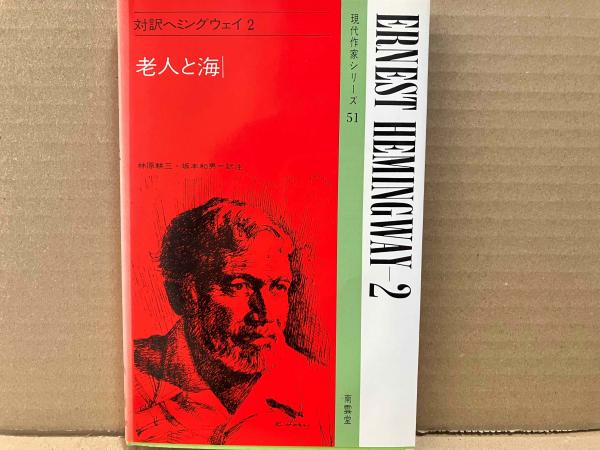 対訳ヘミングウェイ 2
老人と海
林原耕三・坂本和男＝訳注
現代作家シリーズ 51
南雲堂
ERNEST HEMINGWAY-2